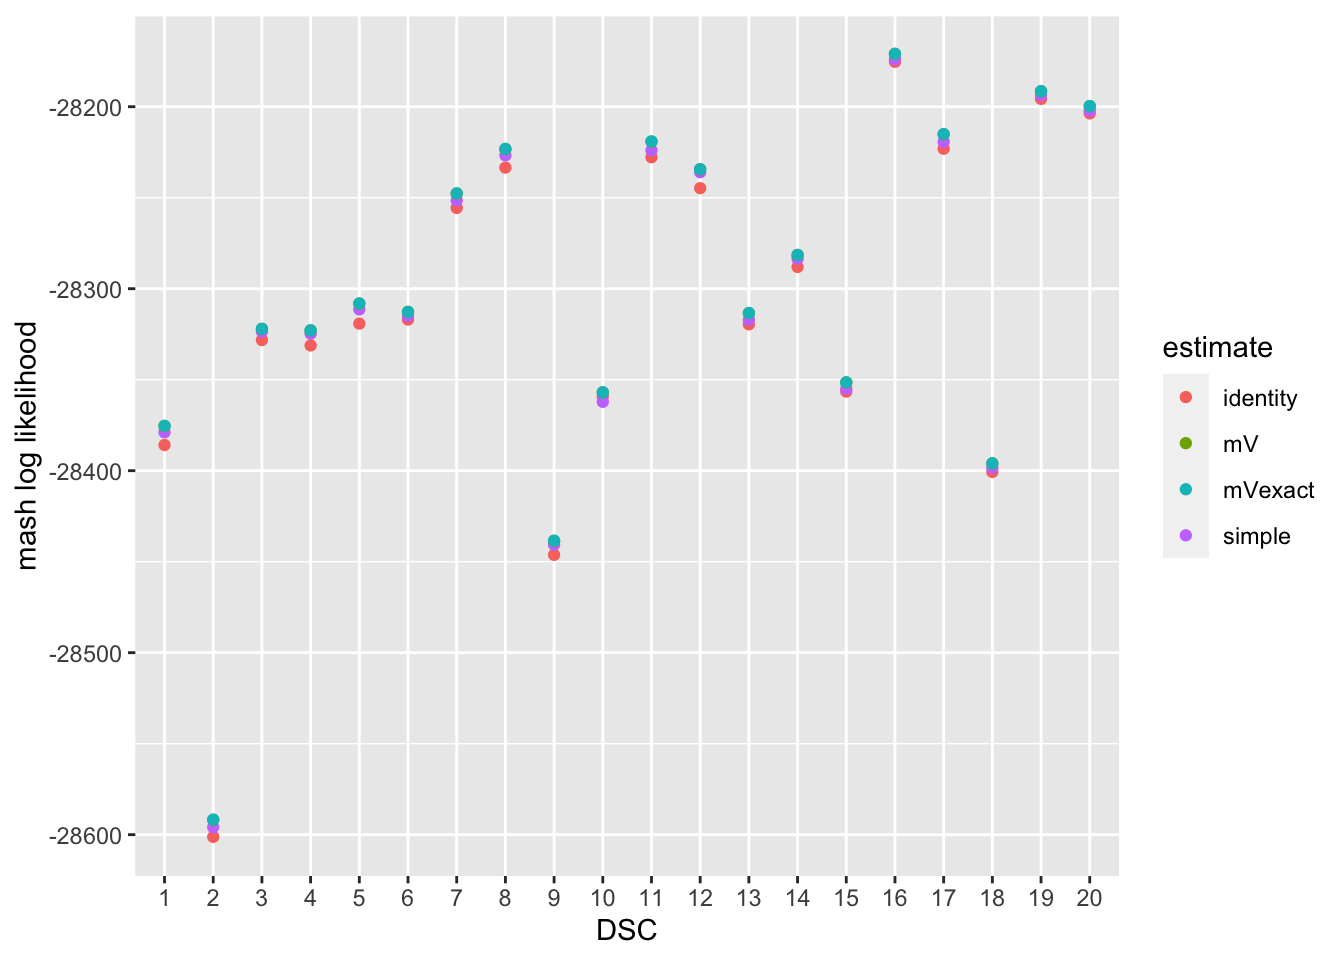 -28200
-28300
-28400
-28500
-28600
mash log likelihood
1 2 3 4 5 6 7 8 9 10 11 12 13 14 15 16 17 18 19 20
DSC
estimate
identity
mV
mVexact
simple